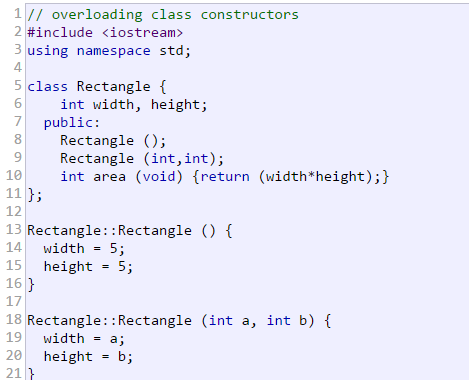 1 // overloading class constructors
2 #include <iostream>
3 using namespace std;
4
5 class Rectangle {
6     int width, height;
7   public:
8     Rectangle ();
9     Rectangle (int,int);
10     int area (void) {return (width*height);}
11 };
12
13 Rectangle::Rectangle () {
14   width = 5;
15   height = 5;
16 }
17
18 Rectangle::Rectangle (int a, int b) {
19   width = a;
20   height = b;
21 }